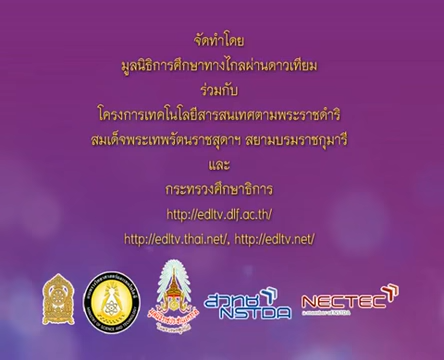 จัดทำโดย
มูลนิธิการศึกษาทางไกลผ่านดาวเทียม
ร่วมกับ
โครงการเทคโนโลยีสารสนเทศตามพระราชดำริ
สมเด็จพระเทพรัตนราชสุดาฯ สยามบรมราชกุมารี
และ
กระทรวงศึกษาธิการ
http://edltv.dlf.ac.th/
http://edltv.thai.net/, http://edltv.net/
สวทช NECTEC
NSTDA a member of NSTDA